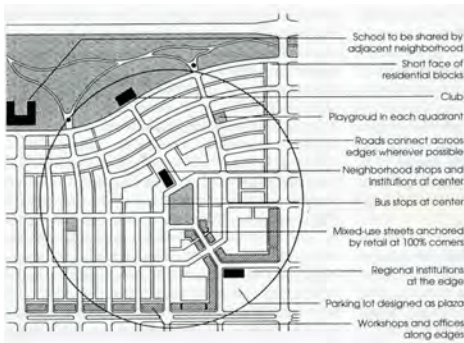 School to be shared by
adjacent neighborhood
Short face of
residential blocks
Club
Playgroud in each quadrant
Roads connect acroos
edges wherever possible
Neighborhood shops and
institutions at center
Bus stops at center
Mixed-use streets anchored
by retail at 100% corners
Regional institutions
at the edge
Parking lot designed as plaza
Workshops and offices
along edges